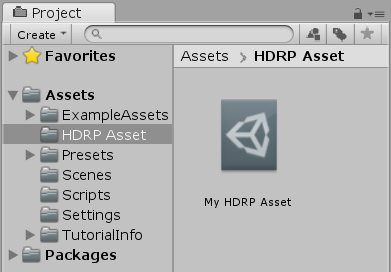 Project
Create
Favorites
Assets > HDRP Asset
Assets
ExampleAssets
HDRP Asset
Presets
Scenes
Scripts
Settings
TutorialInfo
Packages
My HDRP Asset